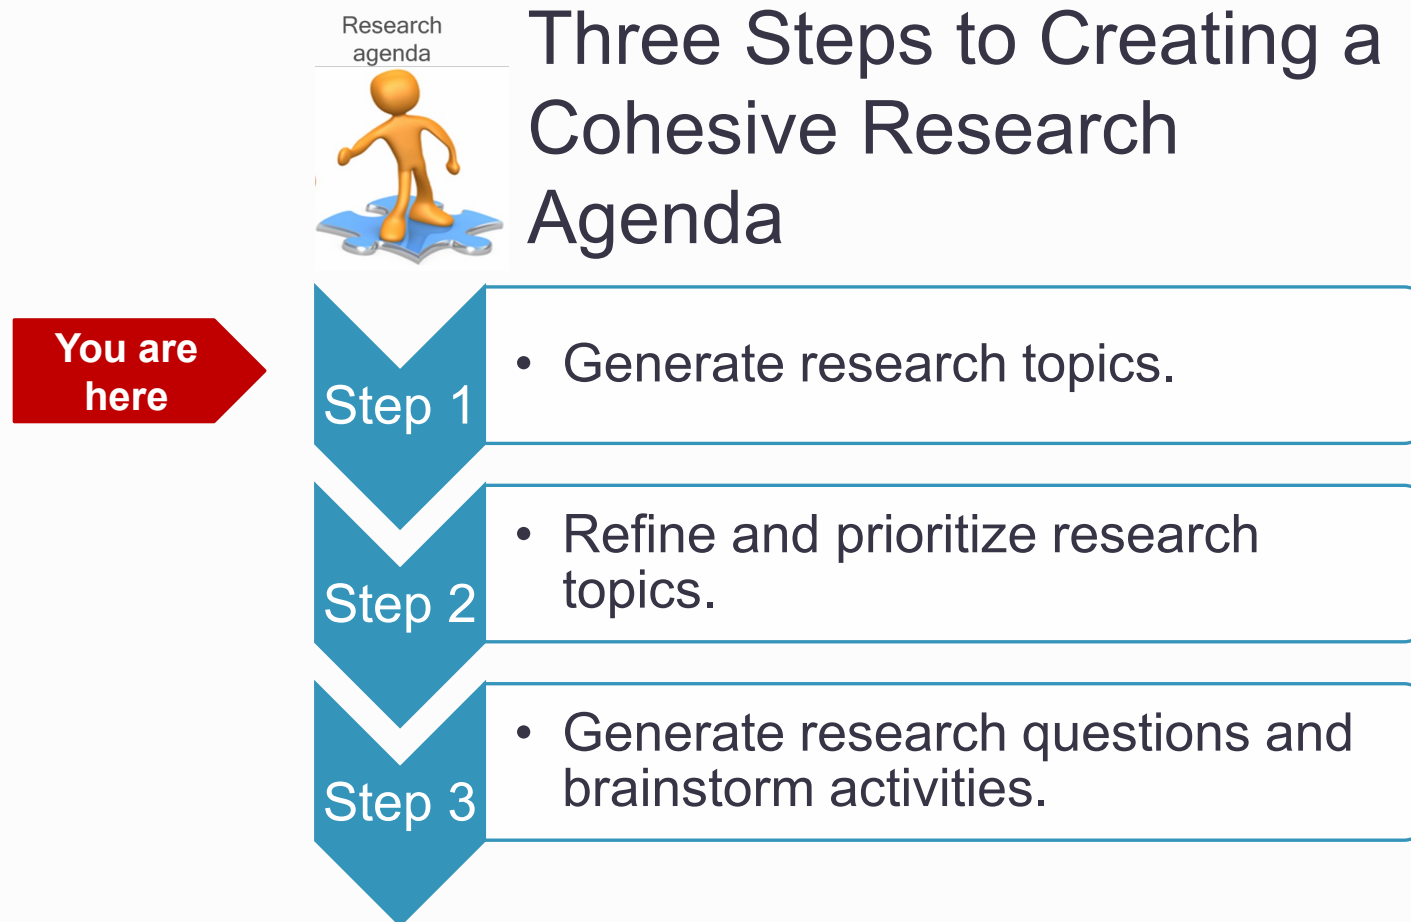 Research
agenda
Three Steps to Creating a
Cohesive Research
Agenda
You are
here
Step 1
• Generate research topics.
Step 2
• Refine and prioritize research
topics.
Step 3
• Generate research questions and
brainstorm activities.